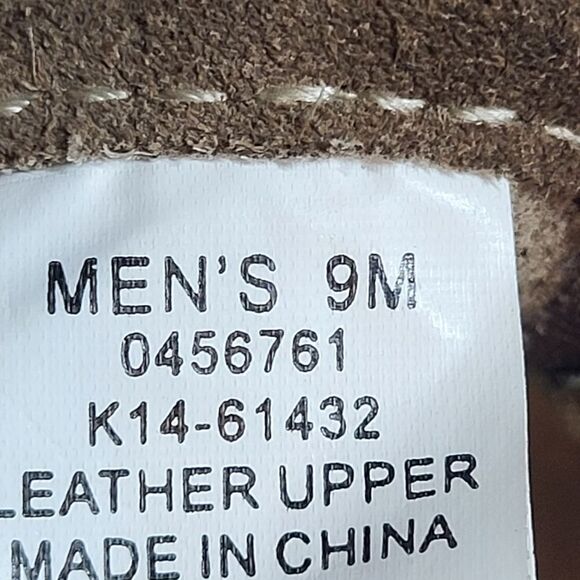 MEN'S 9M
0456761
K14-61432
LEATHER UPPER
MADE IN CHINA